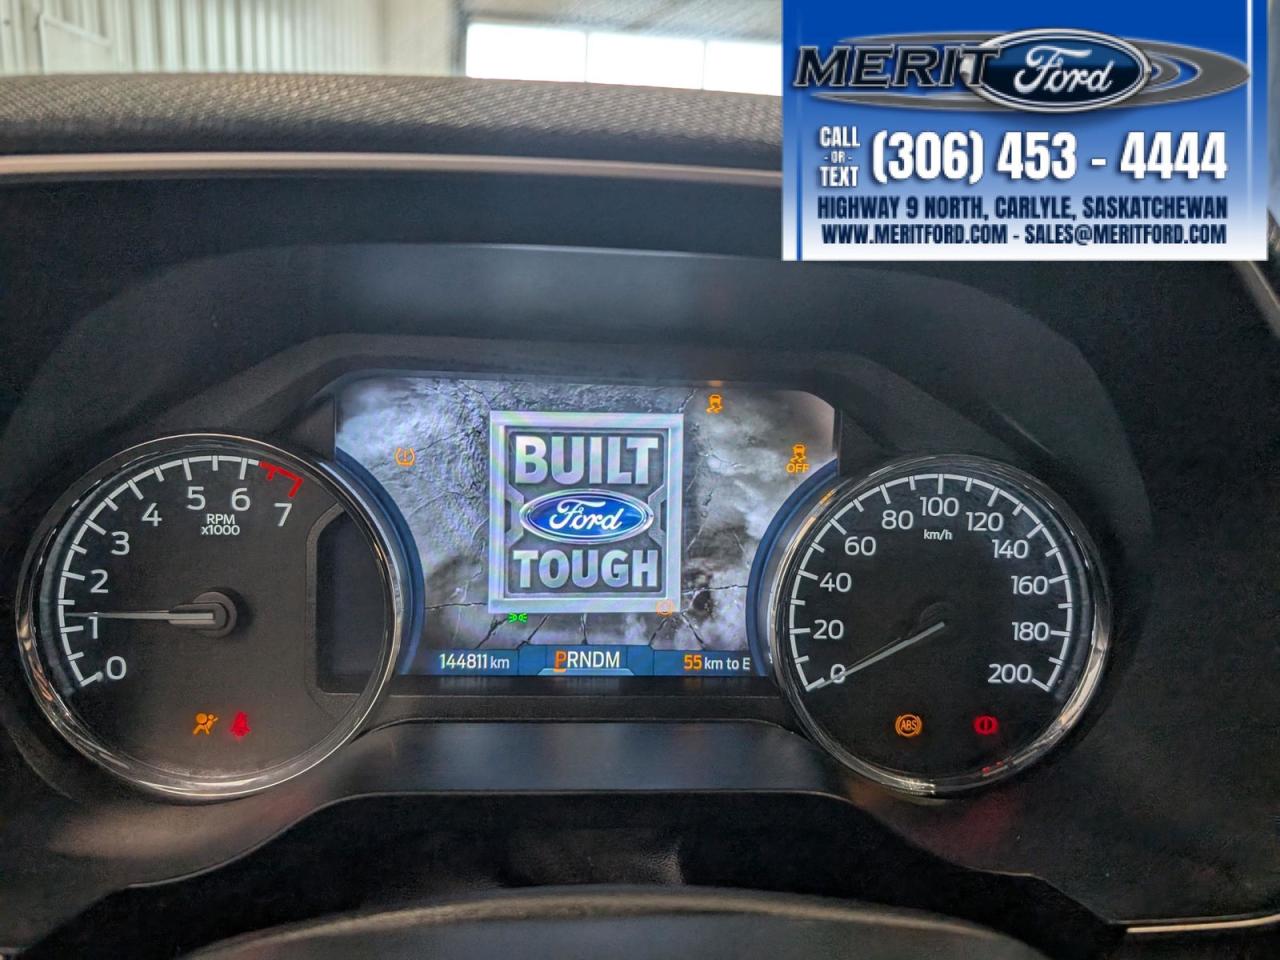 MERIT Ford
CALL
- OR -
TEXT
(306) 453 - 4444
HIGHWAY 9 NORTH, CARLYLE, SASKATCHEWAN
WWW.MERITFORD.COM - SALES@MERITFORD.COM
BUILT
Ford
TOUGH
OFF
144811 km
PRNDM
55 km to E
0
1
2
3
4
5
6
7
RPM
x1000
0
20
40
60
80
100
120
140
160
180
200
km/h
ABS